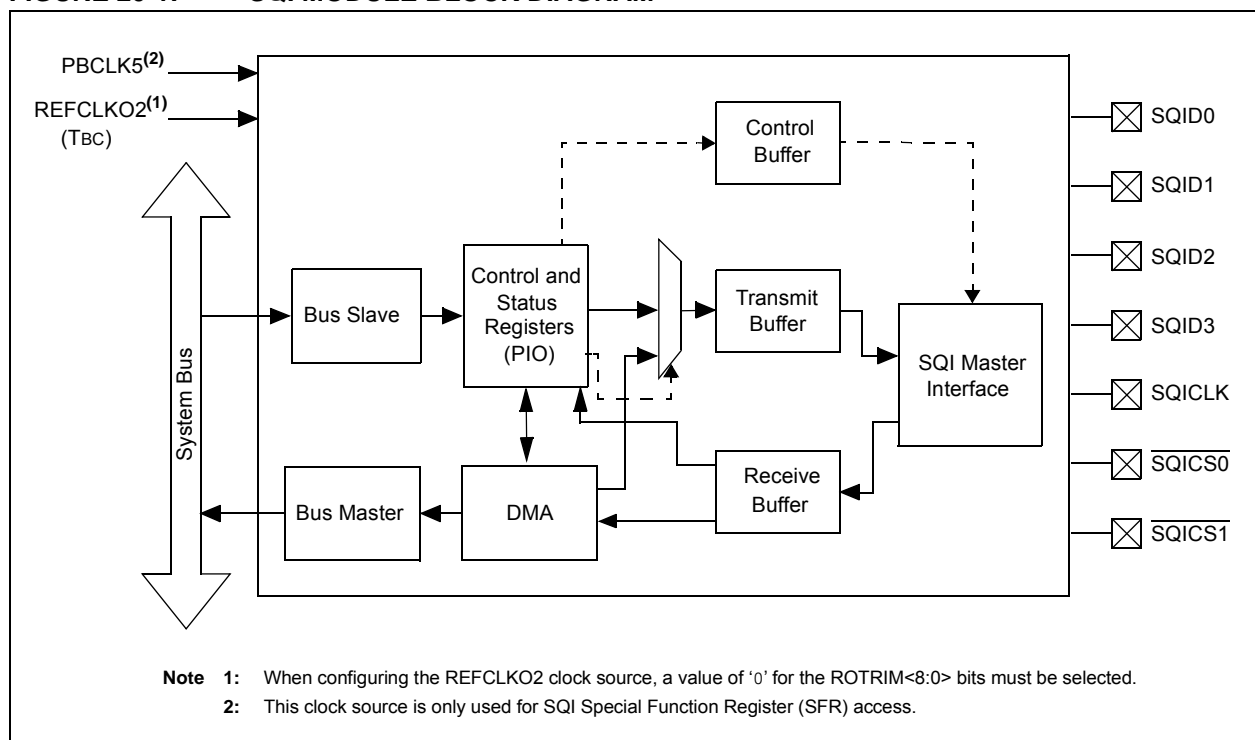 PBCLK5(2)
REFCLKO2(1)
(TBC)
System Bus
Bus Slave
Control and
Status
Registers
(PIO)
Control
Buffer
Transmit
Buffer
SQI Master
Interface
Bus Master
DMA
Receive
Buffer
SQID0
SQID1
SQID2
SQID3
SQICLK
SQICS0
SQICS1
Note 1: When configuring the REFCLKO2 clock source, a value of ‘0’ for the ROTRIM<8:0> bits must be selected.
2: This clock source is only used for SQI Special Function Register (SFR) access.